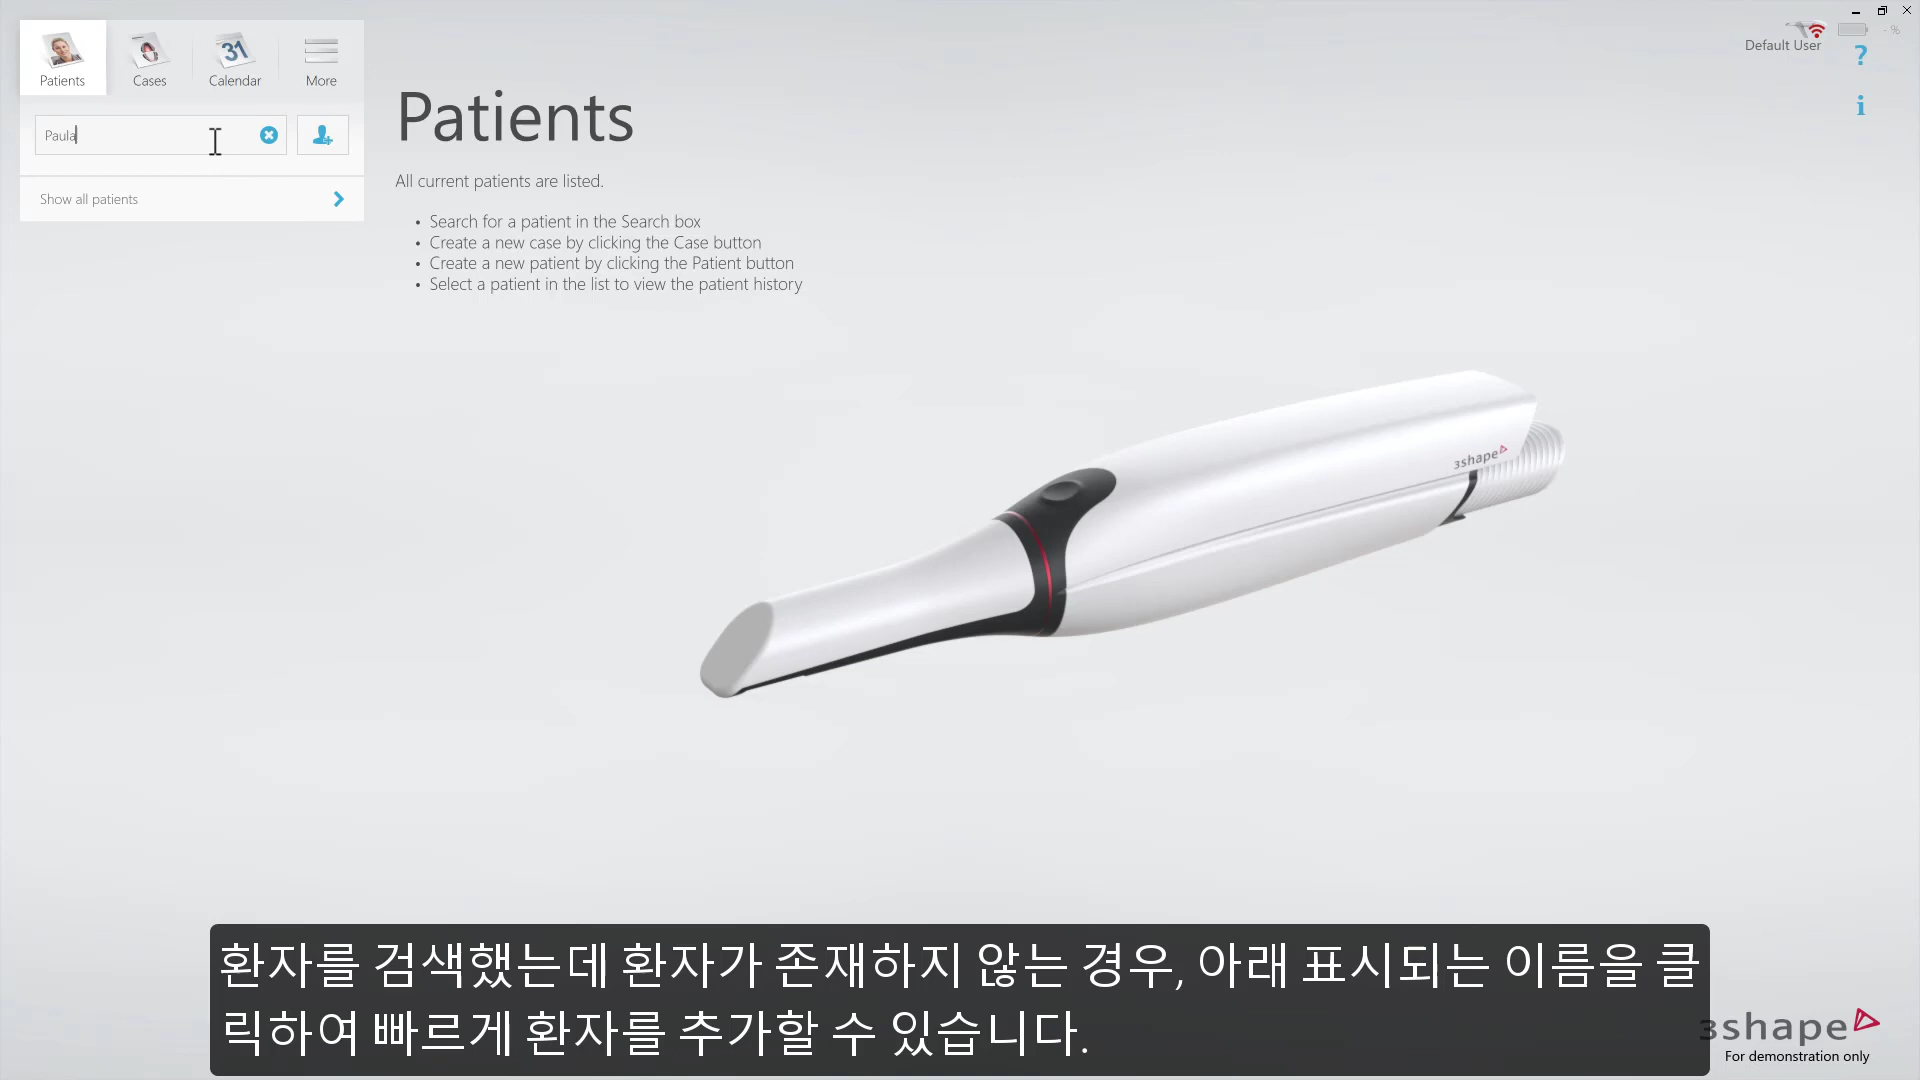 Patients
Cases
31
Calendar
More
Default User
- %
?
i
Paula
Show all patients
Patients
All current patients are listed.
• Search for a patient in the Search box
• Create a new case by clicking the Case button
• Create a new patient by clicking the Patient button
• Select a patient in the list to view the patient history
3shape
환자를 검색했는데 환자가 존재하지 않는 경우, 아래 표시되는 이름을 클
릭하여 빠르게 환자를 추가할 수 있습니다.
3shape
For demonstration only